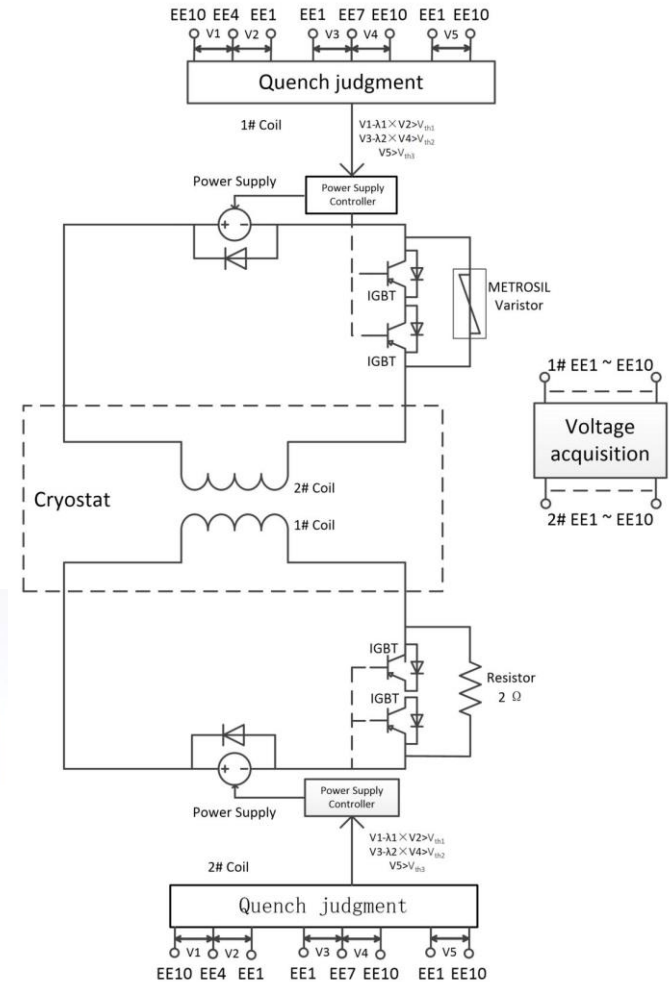 EE10 EE4 EE1 EE1 EE7 EE10 EE1 EE10
V1 V2 V3 V4 V5
Quench judgment
1# Coil
V1-λ1×V2>Vth1
V3-λ2×V4>Vth2
V5>Vth3
Power Supply
Power Supply
Controller
+ -
IGBT
METROSIL
Varistor
IGBT
1# EE1 ~ EE10
Voltage
acquisition
2# EE1 ~ EE10
Cryostat
2# Coil
1# Coil
IGBT
IGBT
Resistor
2 Ω
+ -
Power Supply
Power Supply
Controller
V1-λ1×V2>Vth1
V3-λ2×V4>Vth2
V5>Vth3
2# Coil
Quench judgment
V1 V2 V3 V4 V5
EE10 EE4 EE1 EE1 EE7 EE10 EE1 EE10